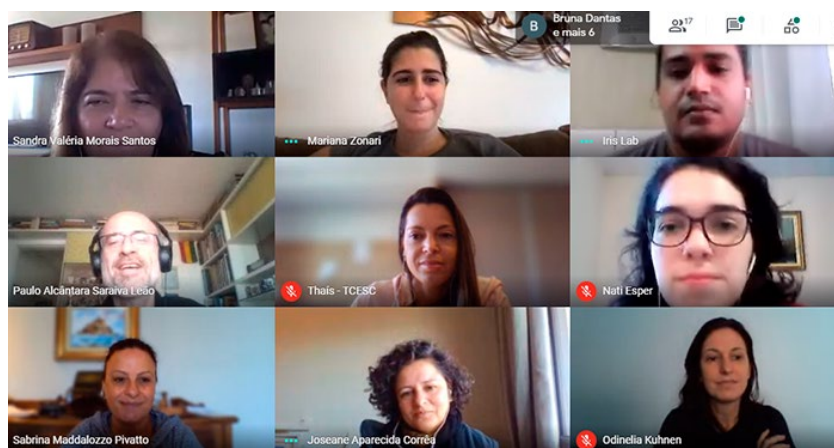 B
Bruna Dantas
e mais 6
17
Sandra Valéria Morais Santos
Mariana Zonari
Iris Lab
Paulo Alcântara Saraiva Leão
Thaís - TCESC
Nati Esper
Sabrina Maddalozzo Pivatto
Joseane Aparecida Corrêa
Odinelia Kuhnen